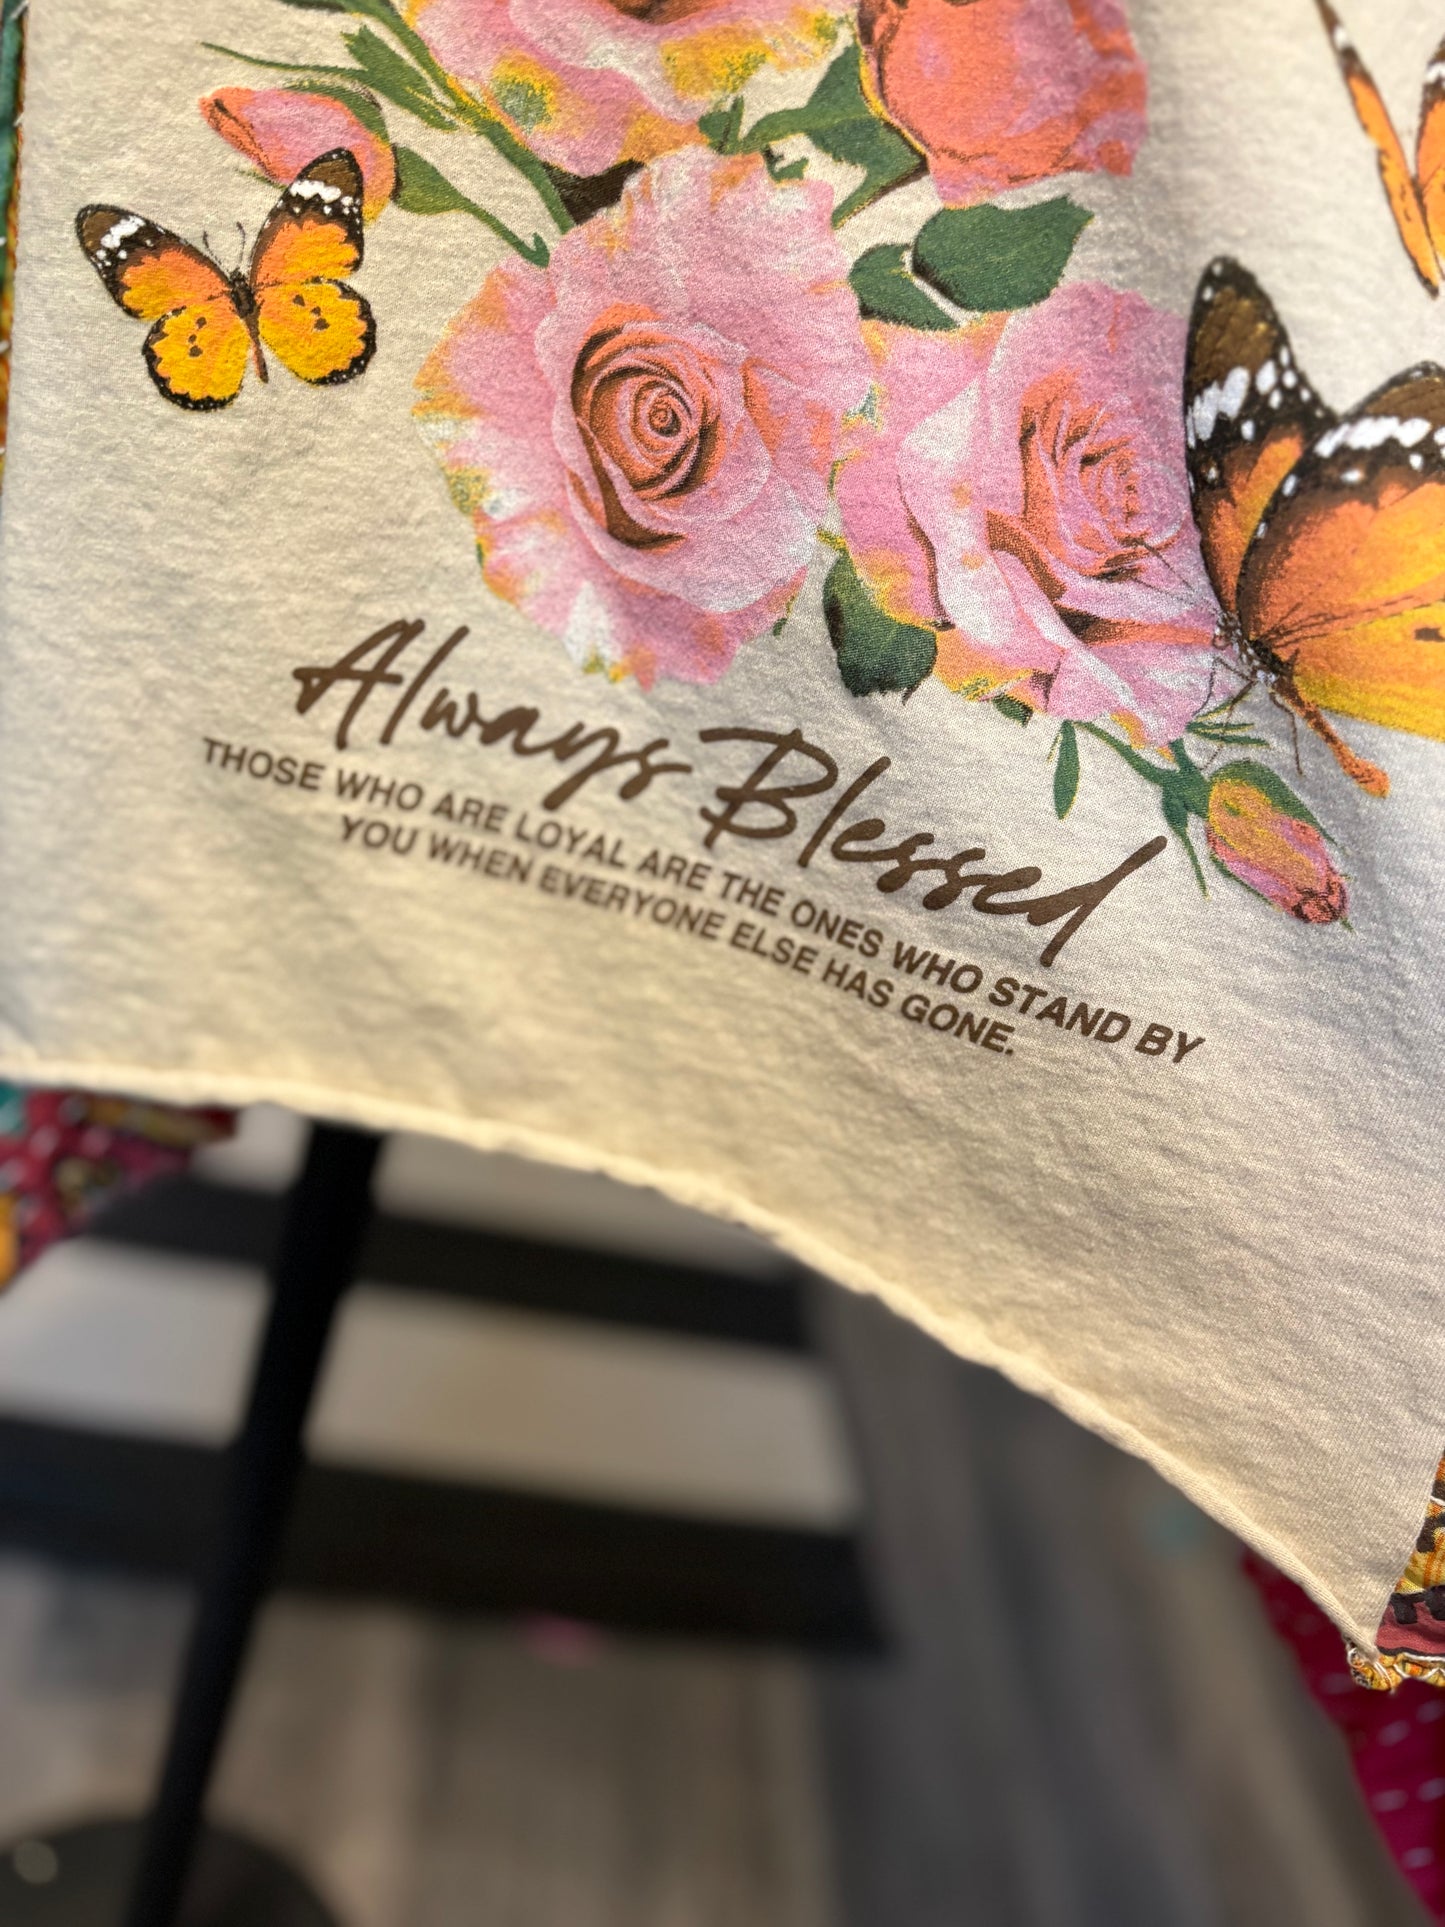 Always Blessed
THOSE WHO ARE LOYAL ARE THE ONES WHO STAND BY
YOU WHEN EVERYONE ELSE HAS GONE.